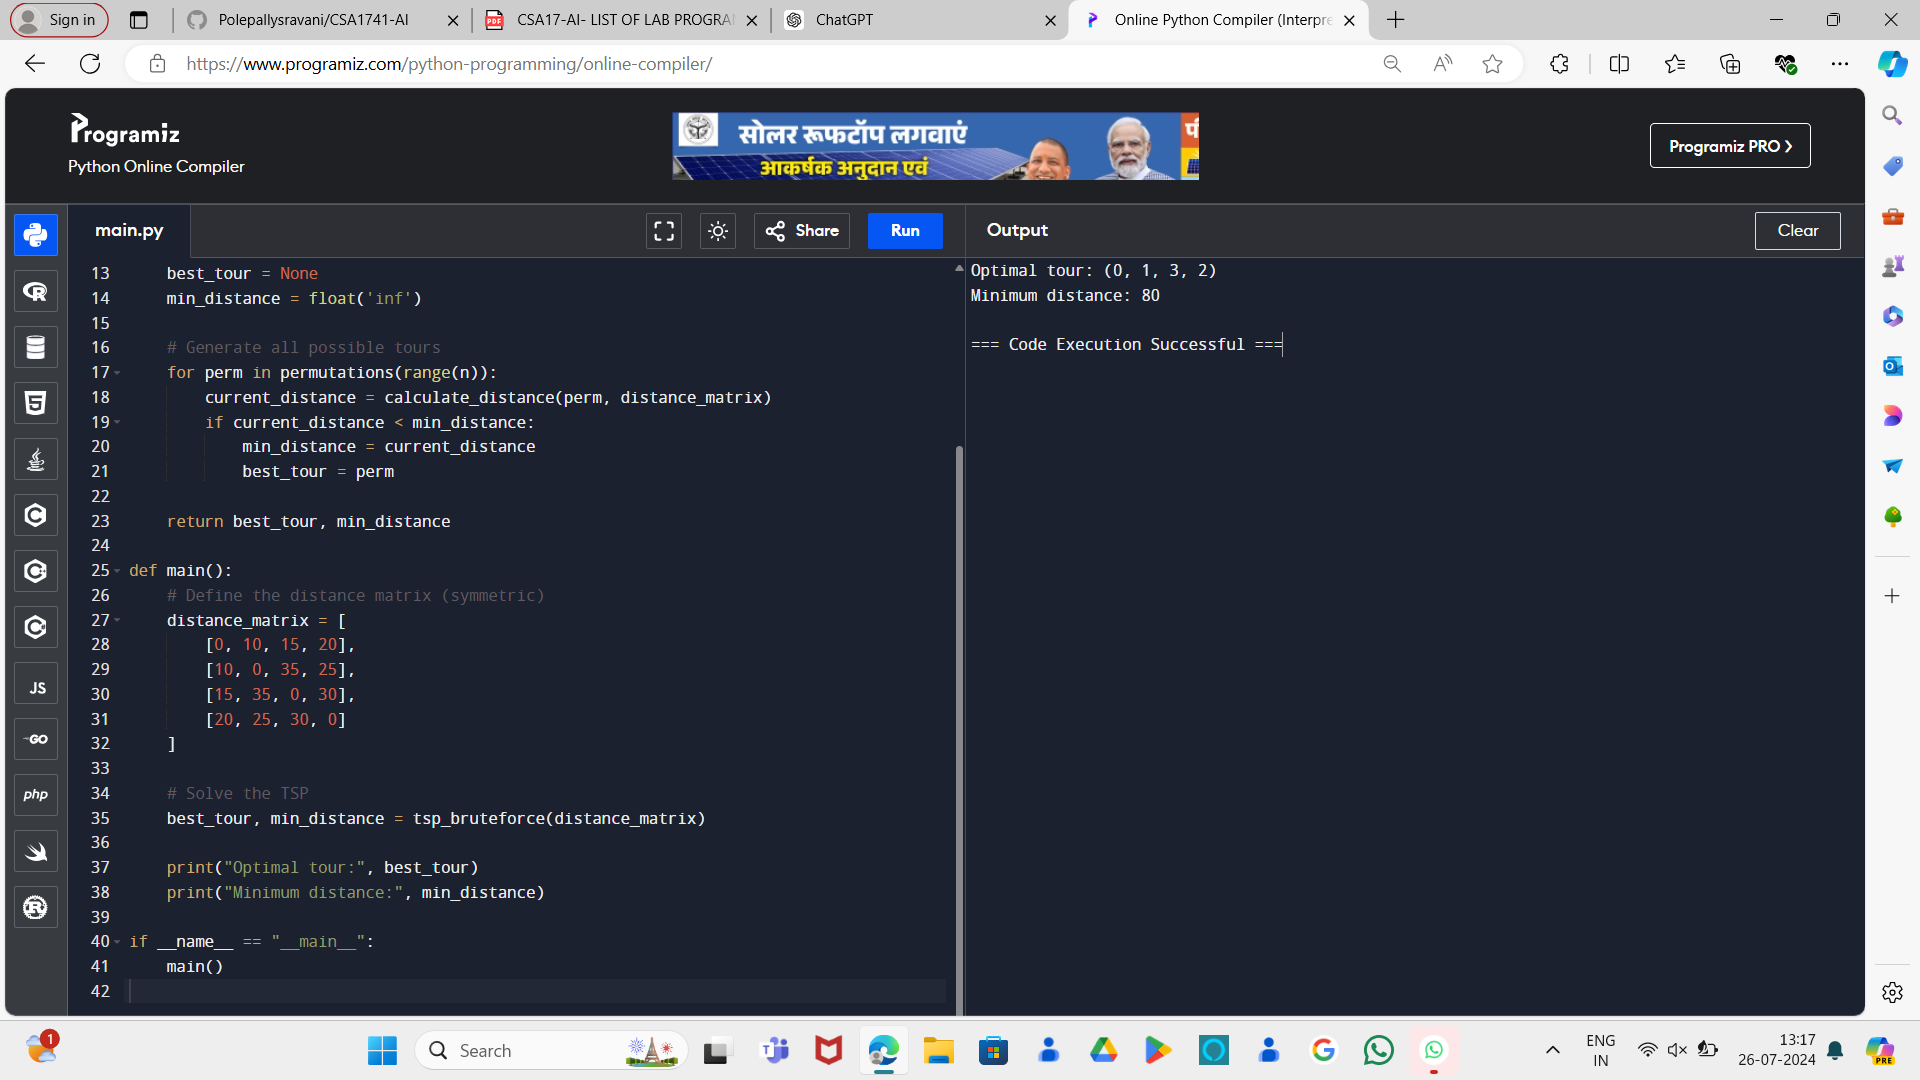 Sign in
Polepallysravani/CSA1741-AI
CSA17-AI- LIST OF LAB PROGRA
ChatGPT
Online Python Compiler (Interpre
https://www.programiz.com/python-programming/online-compiler/
Programiz
Python Online Compiler
सोलर रूफटॉप लगवाएं
आकर्षक अनुदान एवं
Programiz PRO
main.py
Share
Run
Output
Clear
13 best_tour = None
14 min_distance = float('inf')
15
16 # Generate all possible tours
17 for perm in permutations(range(n)):
18 current_distance = calculate_distance(perm, distance_matrix)
19 if current_distance < min_distance:
20 min_distance = current_distance
21 best_tour = perm
22
23 return best_tour, min_distance
24
25 def main():
26 # Define the distance matrix (symmetric)
27 distance_matrix = [
28 [0, 10, 15, 20],
29 [10, 0, 35, 25],
30 [15, 35, 0, 30],
31 [20, 25, 30, 0]
32 ]
33
34 # Solve the TSP
35 best_tour, min_distance = tsp_bruteforce(distance_matrix)
36
37 print("Optimal tour:", best_tour)
38 print("Minimum distance:", min_distance)
39
40 if __name__ == "__main__":
41 main()
42
Optimal tour: (0, 1, 3, 2)
Minimum distance: 80
=== Code Execution Successful ===
JS
GO
php
1
Search
ENG
IN
13:17
26-07-2024
PRE